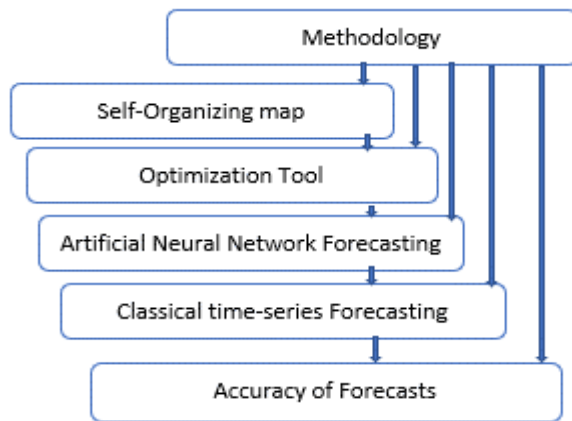 Methodology
Self-Organizing map
Optimization Tool
Artificial Neural Network Forecasting
Classical time-series Forecasting
Accuracy of Forecasts